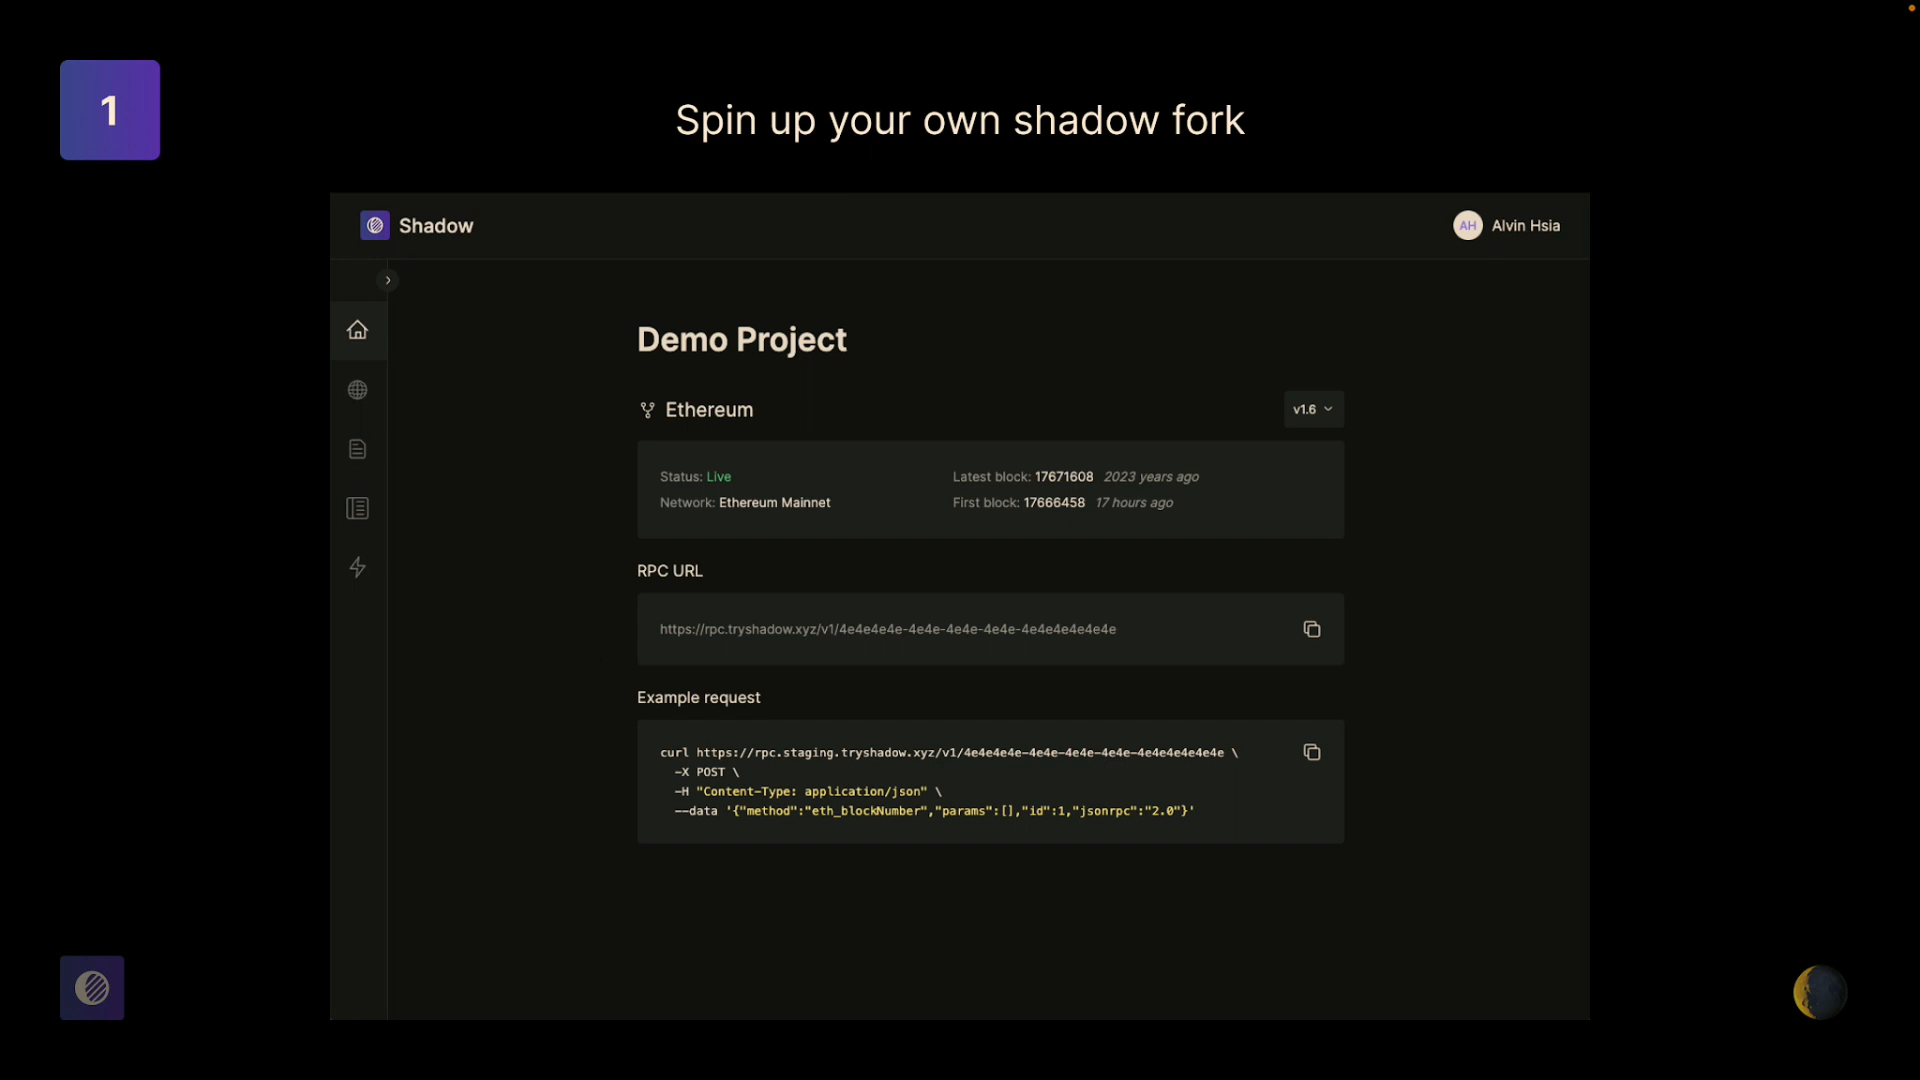 1
Spin up your own shadow fork
Shadow
AH Alvin Hsia
Demo Project
Ethereum
v1.6
Status: Live
Latest block: 17671608 2023 years ago
Network: Ethereum Mainnet
First block: 17666458 17 hours ago
RPC URL
https://rpc.tryshadow.xyz/v1/4e4e4e4e-4e4e-4e4e-4e4e-4e4e4e4e4e4e
Example request
curl https://rpc.staging.tryshadow.xyz/v1/4e4e4e4e-4e4e-4e4e-4e4e-4e4e4e4e4e4e \
-X POST \
-H "Content-Type: application/json" \
--data '{"method":"eth_blockNumber","params":[],"id":1,"jsonrpc":"2.0"}'